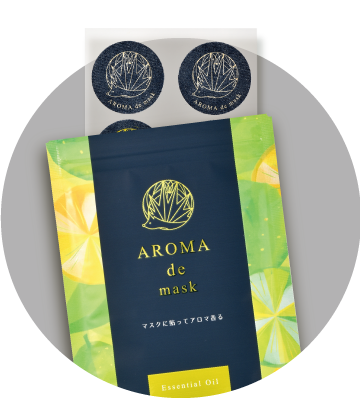 AROMA de mask
AROMA de mask
AROMA
de
mask
マスクに貼ってアロマ香る
Essential Oil